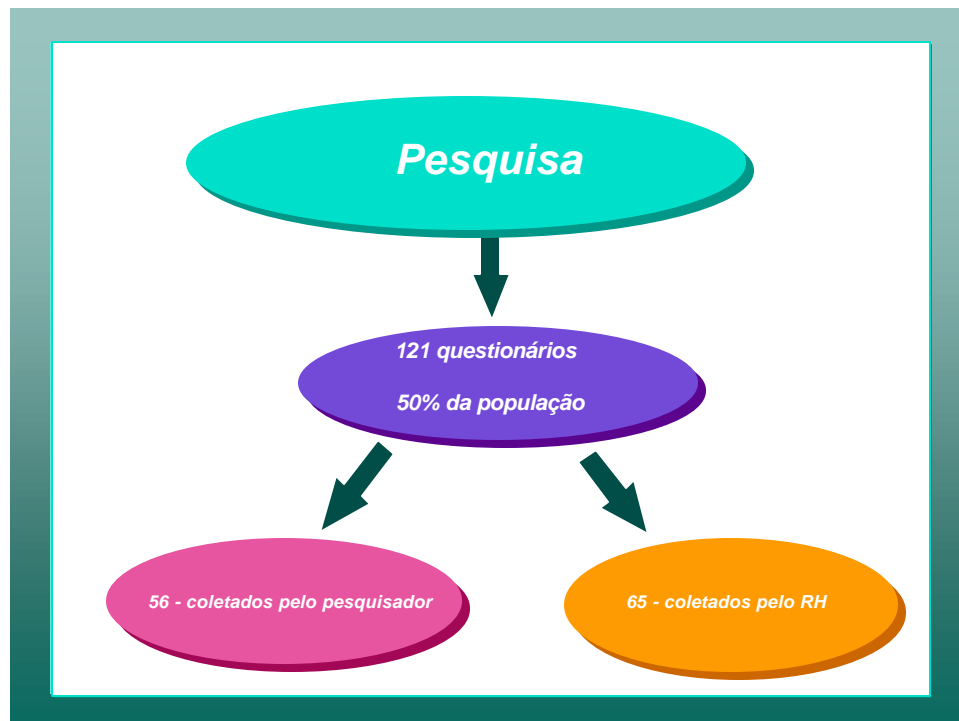 Pesquisa
121 questionários
50% da população
56 - coletados pelo pesquisador
65 - coletados pelo RH